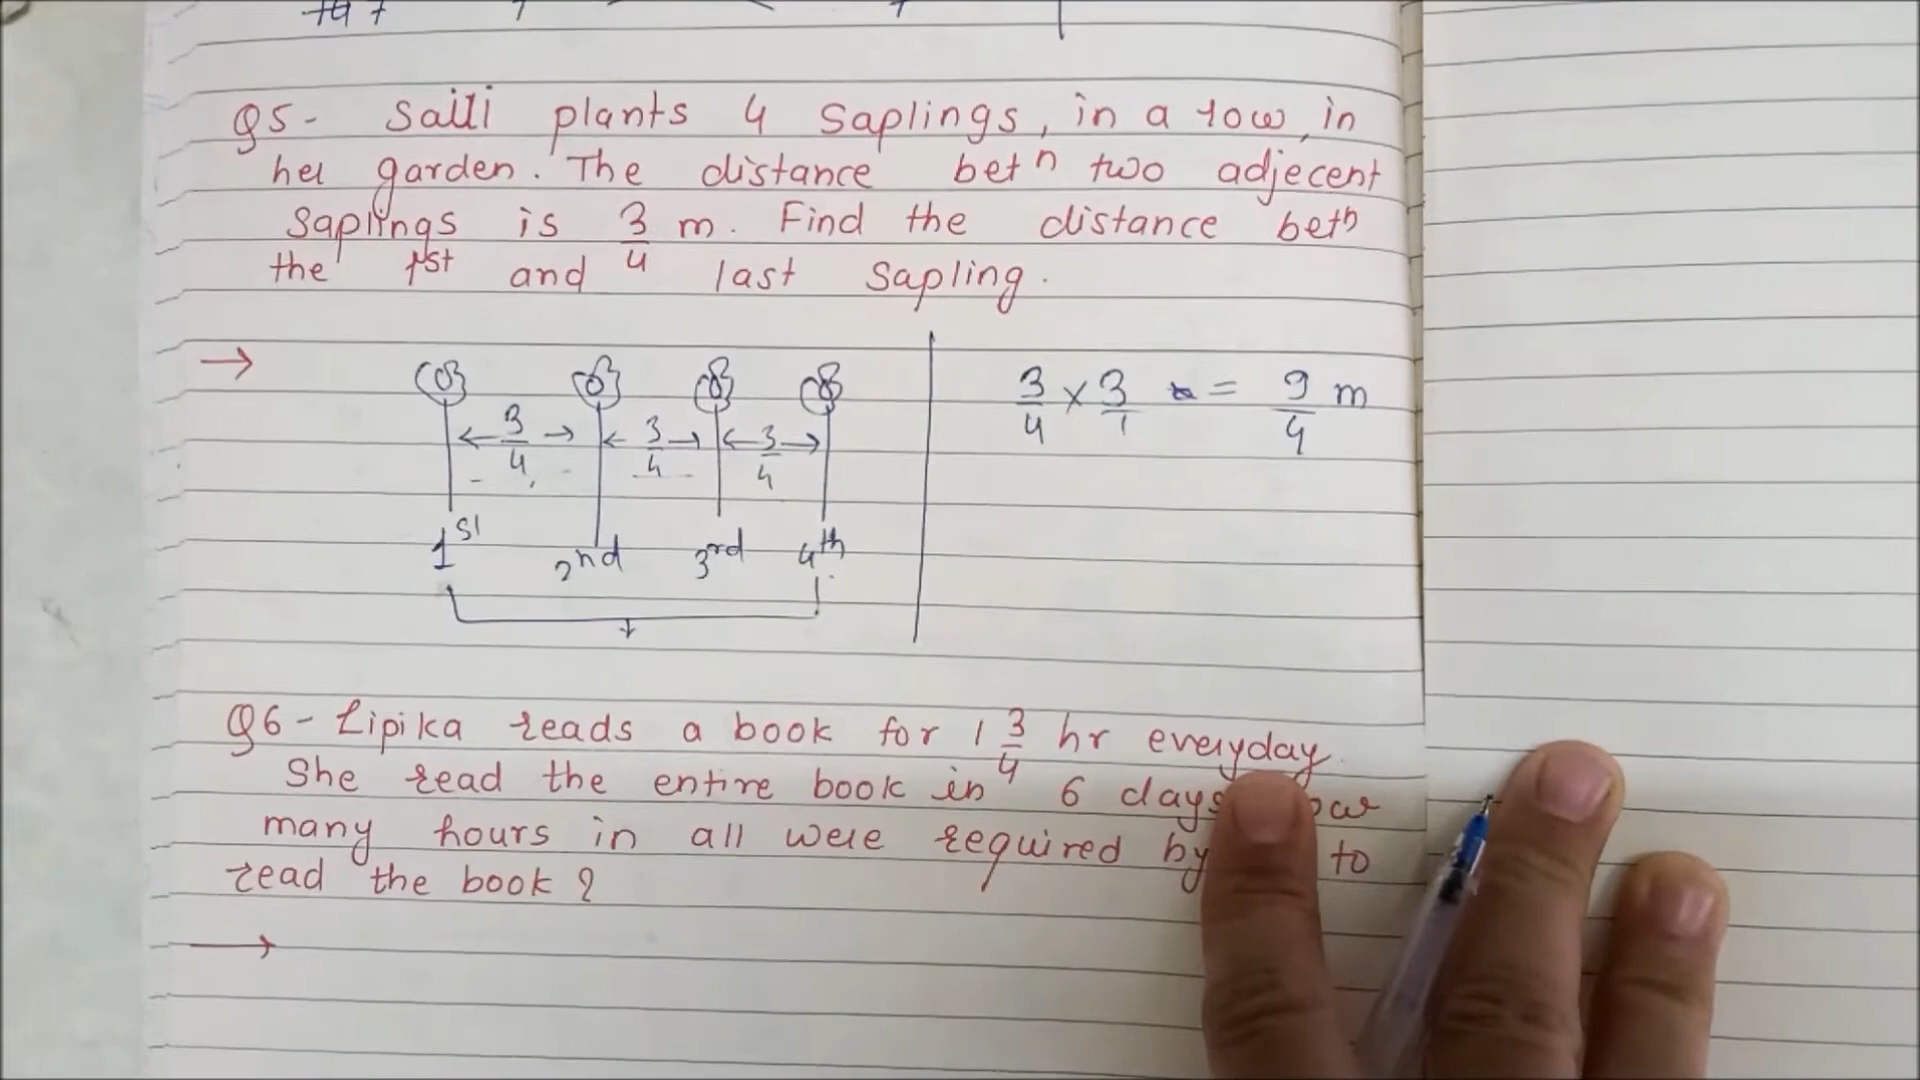 Q5- Saili plants 4 Saplings, in a row, in
her garden. The distance betn two adjecent
Saplings is 3/4 m. Find the distance betn
the 1st and last Sapling.
→
3/4 3/4 3/4
1st 2nd 3rd 4th
3/4 × 3/1 = 9/4 m
Q6- Lipika reads a book for 1 3/4 hr everyday.
She read the entire book in 6 days
many hours in all were required by to
read the book ?
→